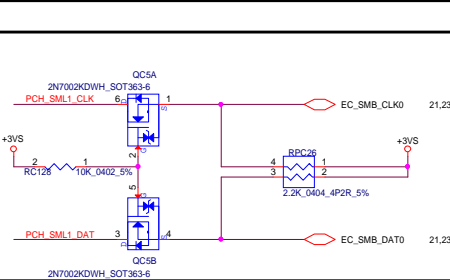 QC5A
2N7002KDWH_SOT363-6
PCH_SML1_CLK
6
D
S
1
EC_SMB_CLK0
21,23
+3VS
G
2
2
1
RC128
10K_0402_5%
RPC26
4
1
3
2
2.2K_0404_4P2R_5%
+3VS
5
G
PCH_SML1_DAT
3
D
S
4
EC_SMB_DAT0
21,23
QC5B
2N7002KDWH_SOT363-6